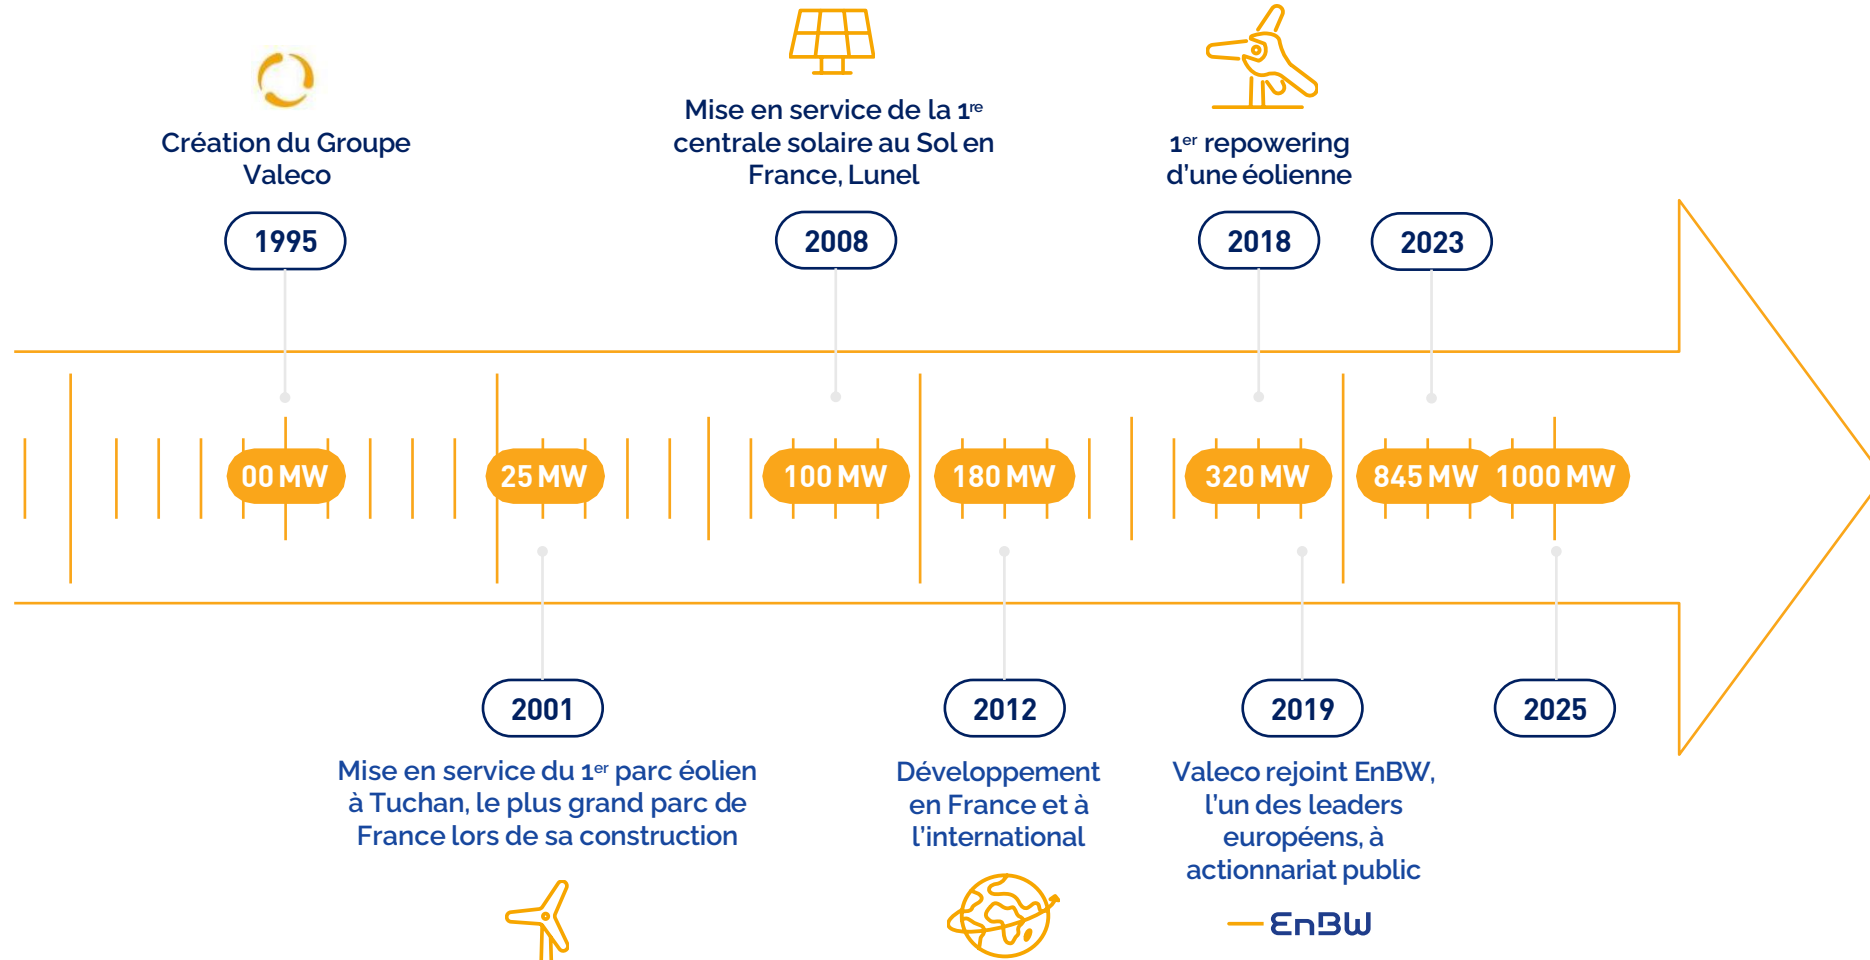 Création du Groupe
Valeco
1995
Mise en service de la 1re
centrale solaire au Sol en
France, Lunel
2008
1er repowering
d’une éolienne
2018
2023
00 MW
25 MW
100 MW
180 MW
320 MW
845 MW
1000 MW
2001
Mise en service du 1er parc éolien
à Tuchan, le plus grand parc de
France lors de sa construction
2012
Développement
en France et à
l’international
2019
Valeco rejoint EnBW,
l’un des leaders
européens, à
actionnariat public
EnBW
2025